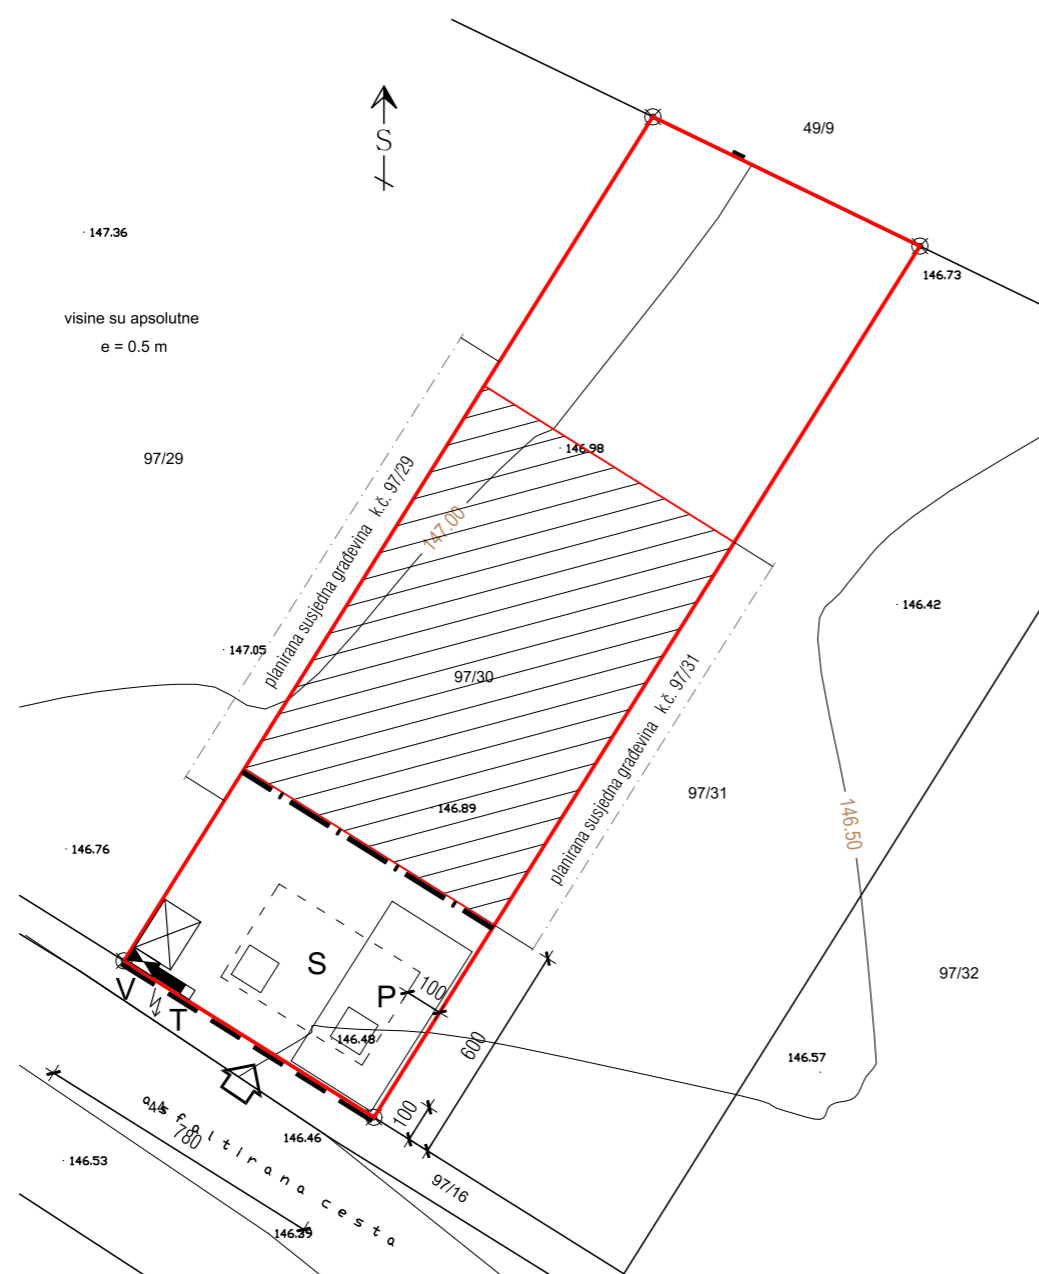 49/9
S
147.36
146.73
visine su apsolutne
e = 0.5 m
97/29
146.98
planirana susjedna građevina k.č. 97/29
147.00
146.42
147.05
97/30
planirana susjedna građevina k.č. 97/31
97/31
146.89
146.50
146.76
S
97/32
V
P
100
T
146.48
600
146.57
100
44
780
asfaltirana cesta
146.46
146.53
97/16
146.39